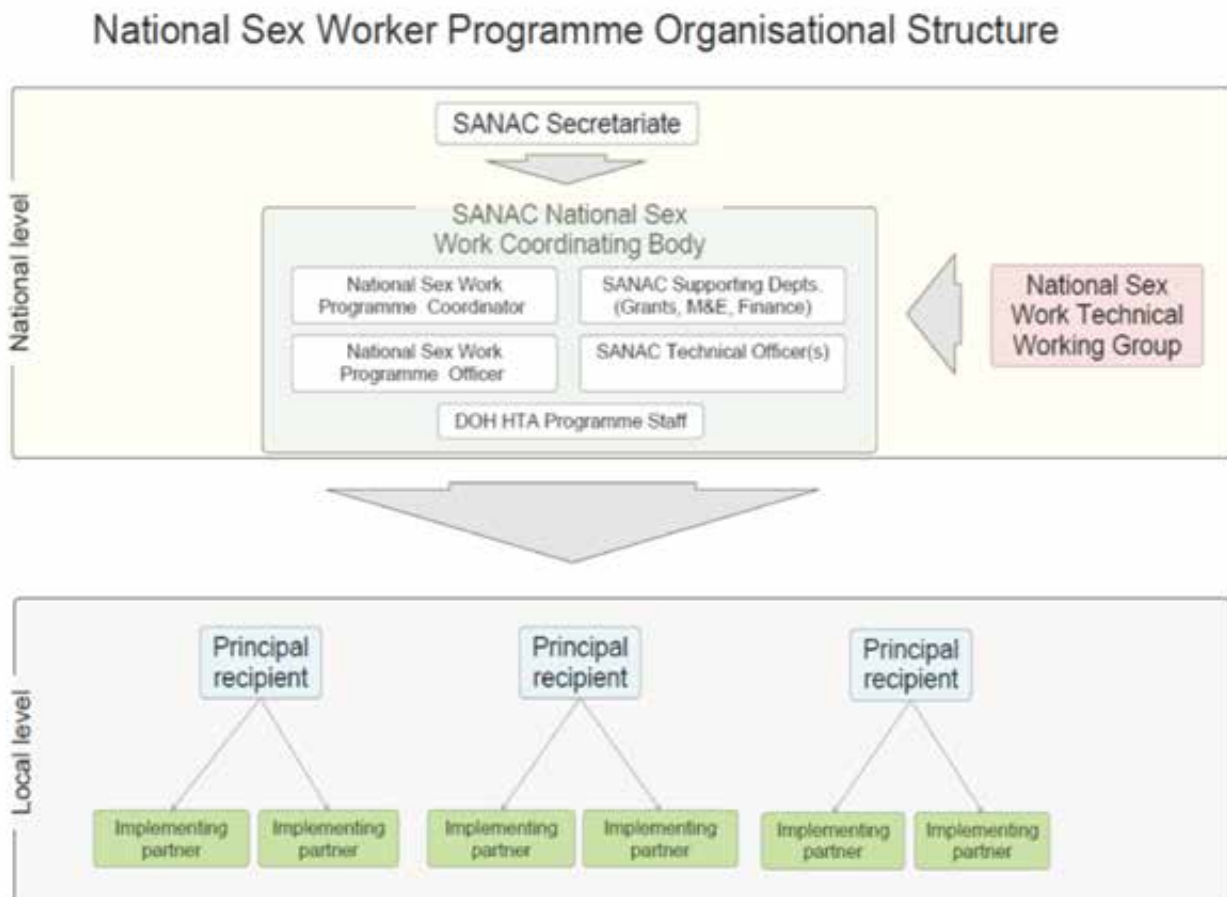 National Sex Worker Programme Organisational Structure
National level
SANAC Secretariate
SANAC National Sex
Work Coordinating Body
National Sex Work
Programme Coordinator
SANAC Supporting Depts.
(Grants, M&E, Finance)
National Sex Work
Programme Officer
SANAC Technical Officer(s)
DOH HTA Programme Staff
National Sex
Work Technical
Working Group
Local level
Principal
recipient
Principal
recipient
Principal
recipient
Implementing
partner
Implementing
partner
Implementing
partner
Implementing
partner
Implementing
partner
Implementing
partner